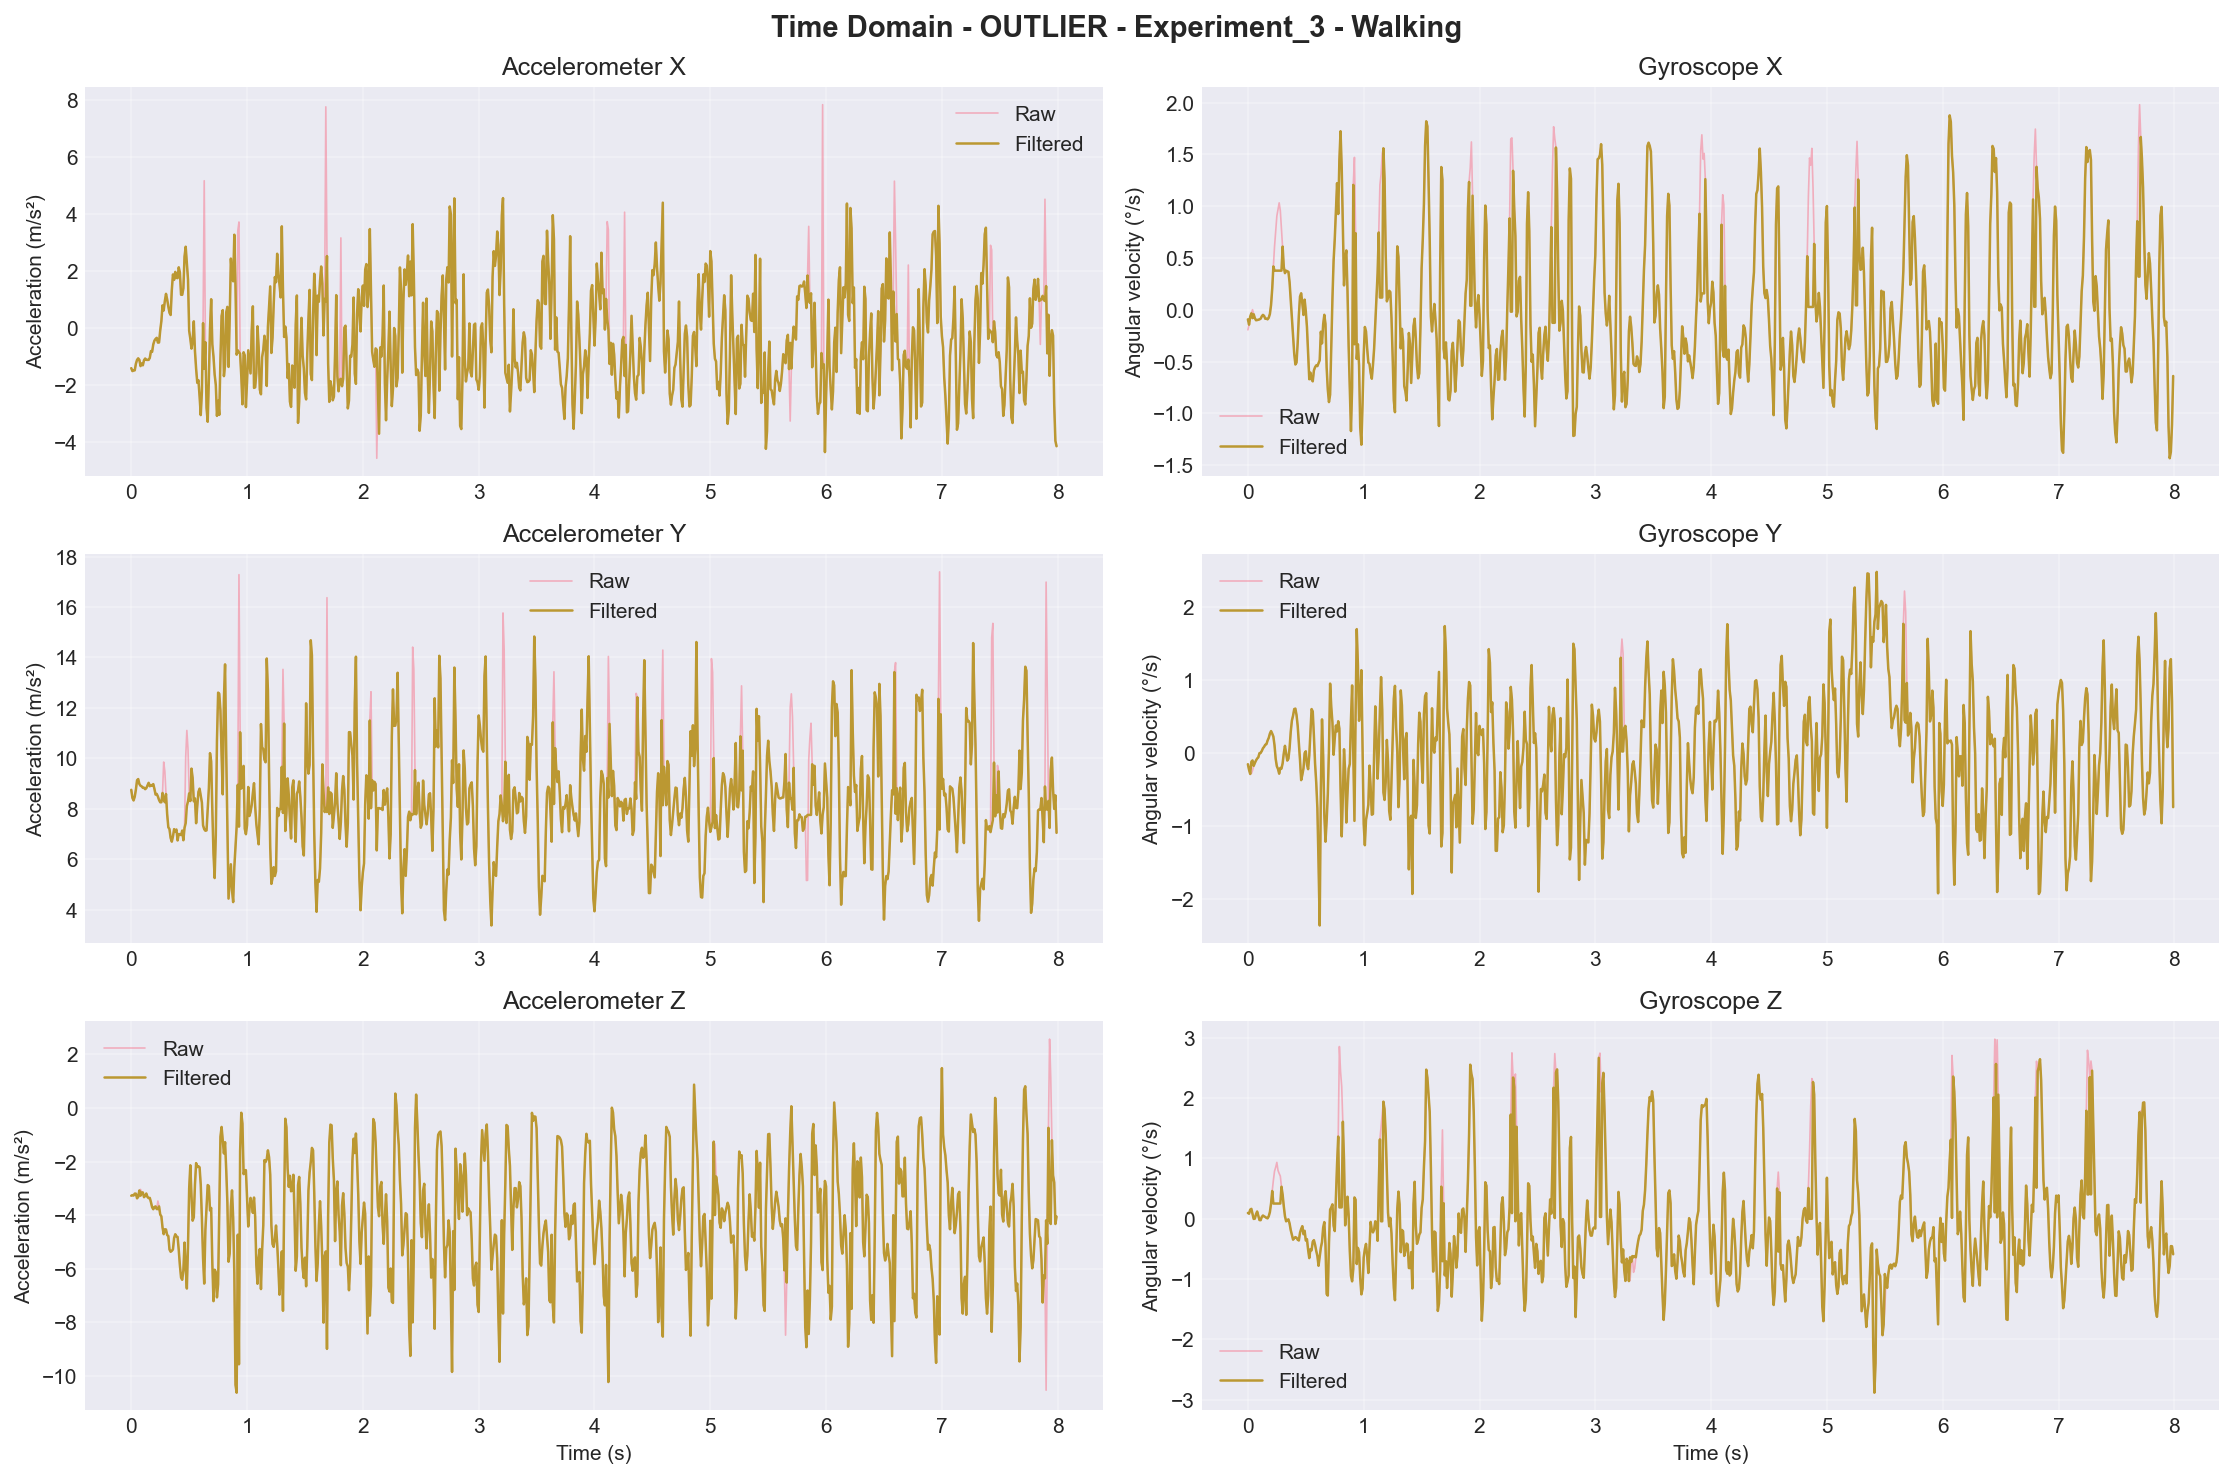 Time Domain - OUTLIER - Experiment_3 - Walking
Accelerometer X
Acceleration (m/s²)
8
6
4
2
0
−2
−4
Raw
Filtered
0 1 2 3 4 5 6 7 8
Gyroscope X
Angular velocity (°/s)
2.0
1.5
1.0
0.5
0.0
−0.5
−1.0
−1.5
Raw
Filtered
0 1 2 3 4 5 6 7 8
Accelerometer Y
Acceleration (m/s²)
18
16
14
12
10
8
6
4
Raw
Filtered
0 1 2 3 4 5 6 7 8
Gyroscope Y
Angular velocity (°/s)
2
1
0
−1
−2
Raw
Filtered
0 1 2 3 4 5 6 7 8
Accelerometer Z
Acceleration (m/s²)
2
0
−2
−4
−6
−8
−10
Raw
Filtered
0 1 2 3 4 5 6 7 8
Time (s)
Gyroscope Z
Angular velocity (°/s)
3
2
1
0
−1
−2
−3
Raw
Filtered
0 1 2 3 4 5 6 7 8
Time (s)